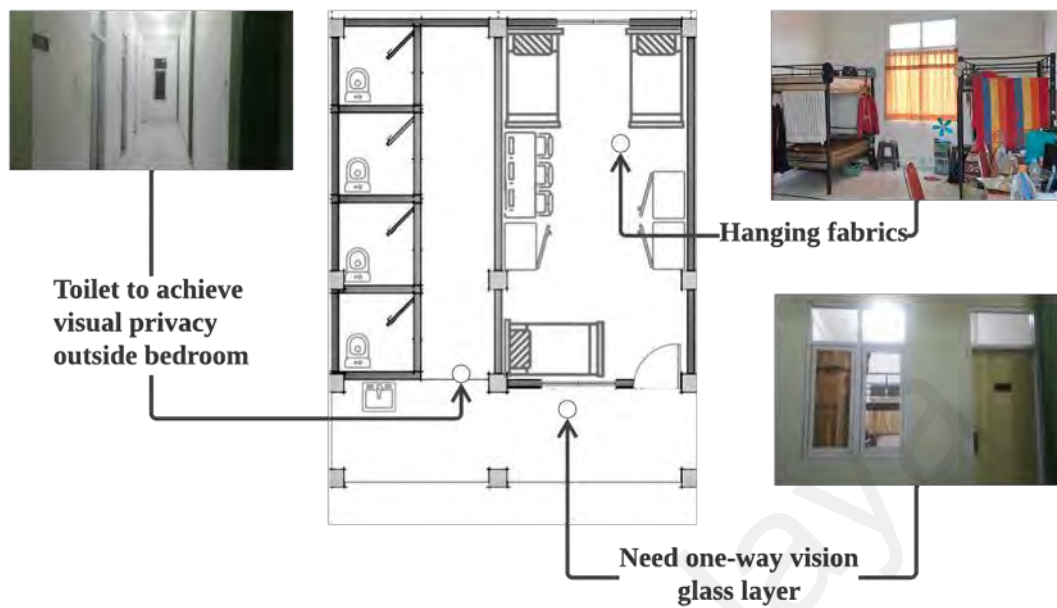 Hanging fabrics
Toilet to achieve
visual privacy
outside bedroom
Need one-way vision
glass layer